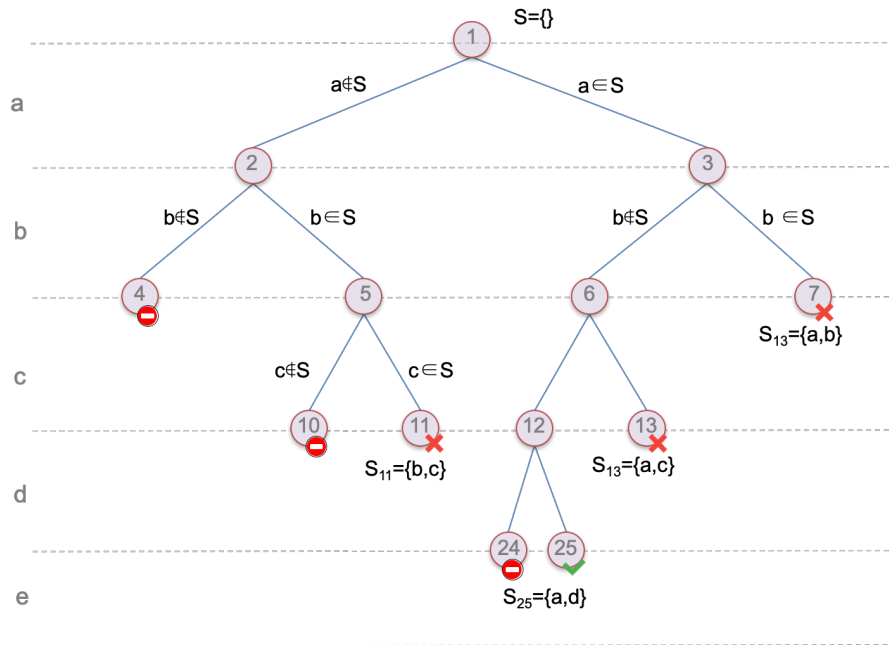 S={}
1
a∉S
a∈S
a
2
3
b∉S
b∈S
b∉S
b ∈S
b
4
5
6
7
S₁₃={a,b}
c∉S
c∈S
c
10
11
12
13
S₁₁={b,c}
S₁₃={a,c}
d
24
25
S₂₅={a,d}
e